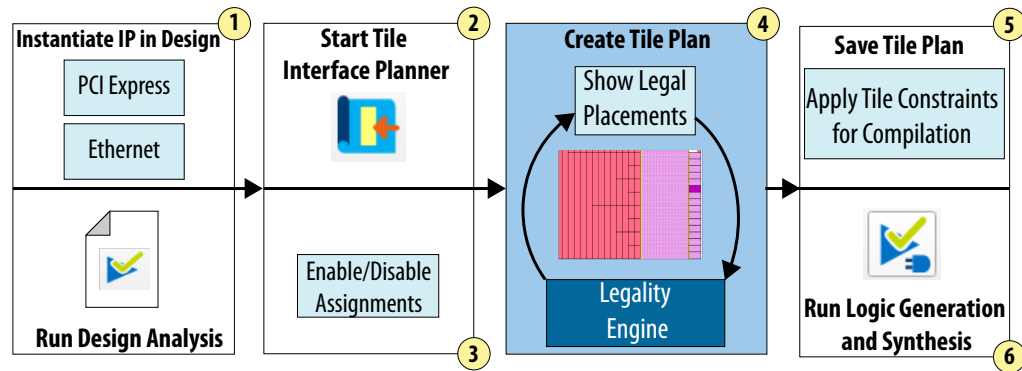 1
Instantiate IP in Design
PCI Express
Ethernet
Run Design Analysis
2
Start Tile
Interface Planner
Enable/Disable
Assignments
3
4
Create Tile Plan
Show Legal
Placements
Legality
Engine
5
Save Tile Plan
Apply Tile Constraints
for Compilation
Run Logic Generation
and Synthesis
6